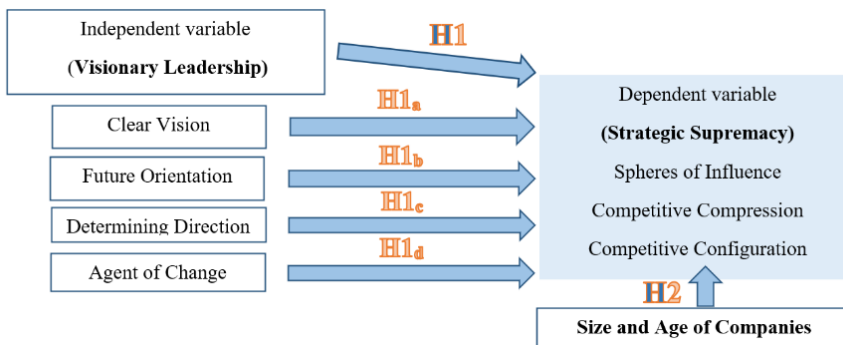 Independent variable
(Visionary Leadership)
H1
Dependent variable
(Strategic Supremacy)
Spheres of Influence
Competitive Compression
Competitive Configuration
Clear Vision
H1a
Future Orientation
H1b
Determining Direction
H1c
Agent of Change
H1d
H2
Size and Age of Companies